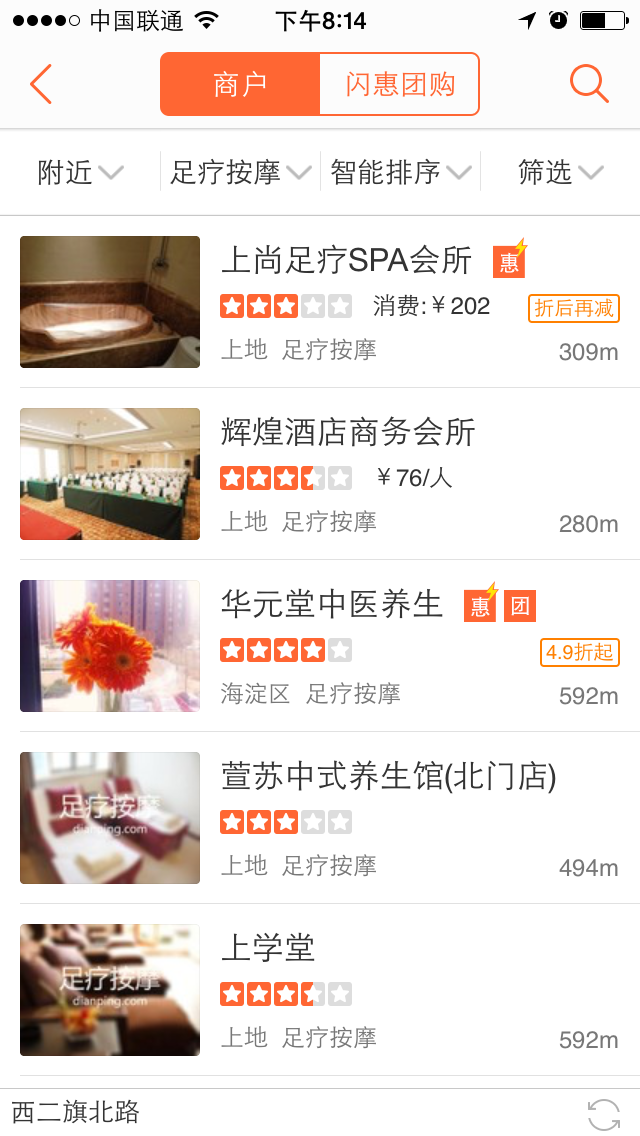 中国联通 下午8:14
商户 闪惠团购
附近 足疗按摩 智能排序 筛选
上尚足疗SPA会所 惠
消费:￥202 折后再减
上地 足疗按摩 309m
辉煌酒店商务会所
￥76/人
上地 足疗按摩 280m
华元堂中医养生 惠 团
4.9折起
海淀区 足疗按摩 592m
萱苏中式养生馆(北门店)
足疗按摩
dianping.com
上地 足疗按摩 494m
上学堂
足疗按摩
dianping.com
上地 足疗按摩 592m
西二旗北路